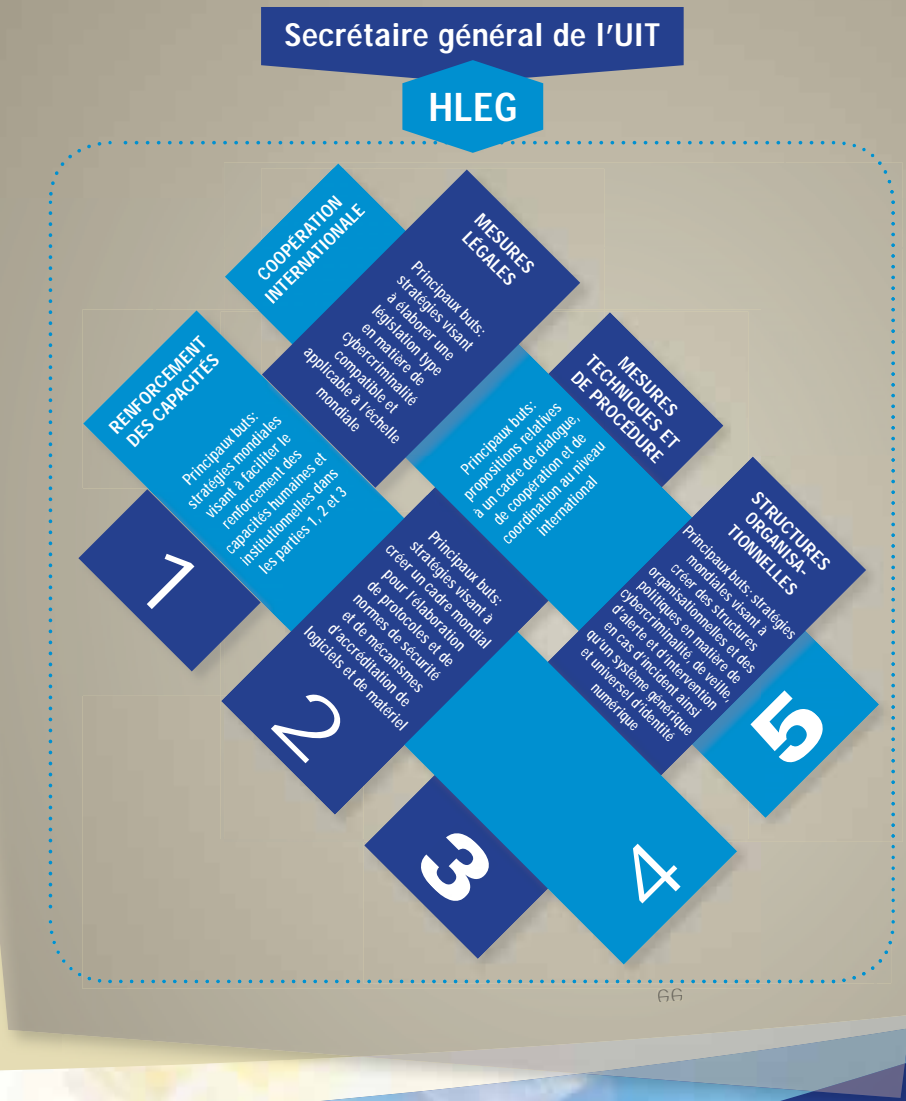 Secrétaire général de l'UIT
HLEG
COOPÉRATION
INTERNATIONALE
MESURES
LÉGALES
Principaux buts:
stratégies visant
à élaborer une
législation type
en matière de
cybercriminalité
compatible et
applicable à l'échelle
mondiale
RENFORCEMENT
DES CAPACITÉS
Principaux buts:
stratégies mondiales
visant à faciliter le
renforcement des
capacités humaines et
institutionnelles dans
les parties 1, 2 et 3
MESURES
TECHNIQUES ET
DE PROCÉDURE
Principaux buts:
propositions relatives
à un cadre de dialogue,
de coopération et de
coordination au niveau
international
STRUCTURES
ORGANISA-
TIONNELLES
Principaux buts: stratégies
mondiales visant à
créer des structures
organisationnelles et des
politiques en matière de
cybercriminalité, de veille,
d'alerte et d'intervention
en cas d'incident ainsi
qu'un système générique
et universel d'identité
numérique
Principaux buts:
stratégies visant à
créer un cadre mondial
pour l'élaboration
de protocoles et de
normes de sécurité
et de mécanismes
d'accréditation de
logiciels et de matériel
1
2
3
4
5